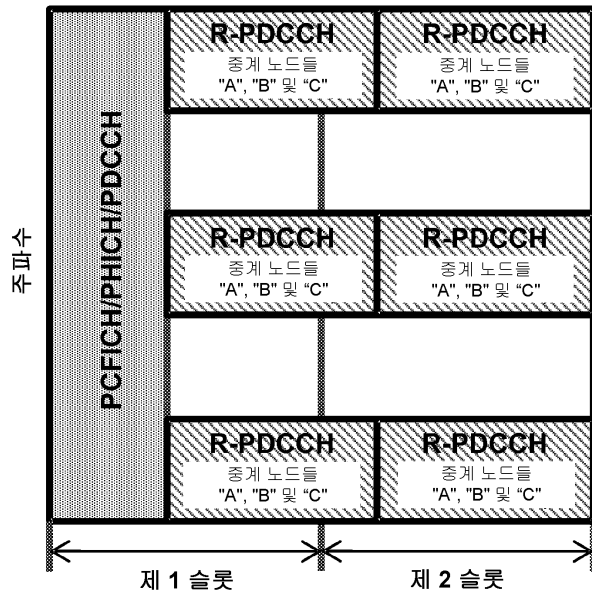 주파수
PCFICH/PHICH/PDCCH
R-PDCCH
중계 노드들
"A", "B" 및 “C"
R-PDCCH
중계 노드들
"A", "B" 및 “C"
R-PDCCH
중계 노드들
"A", "B" 및 “C"
R-PDCCH
중계 노드들
"A", "B" 및 “C"
R-PDCCH
중계 노드들
"A", "B" 및 “C"
R-PDCCH
중계 노드들
"A", "B" 및 “C"
제 1 슬롯
제 2 슬롯